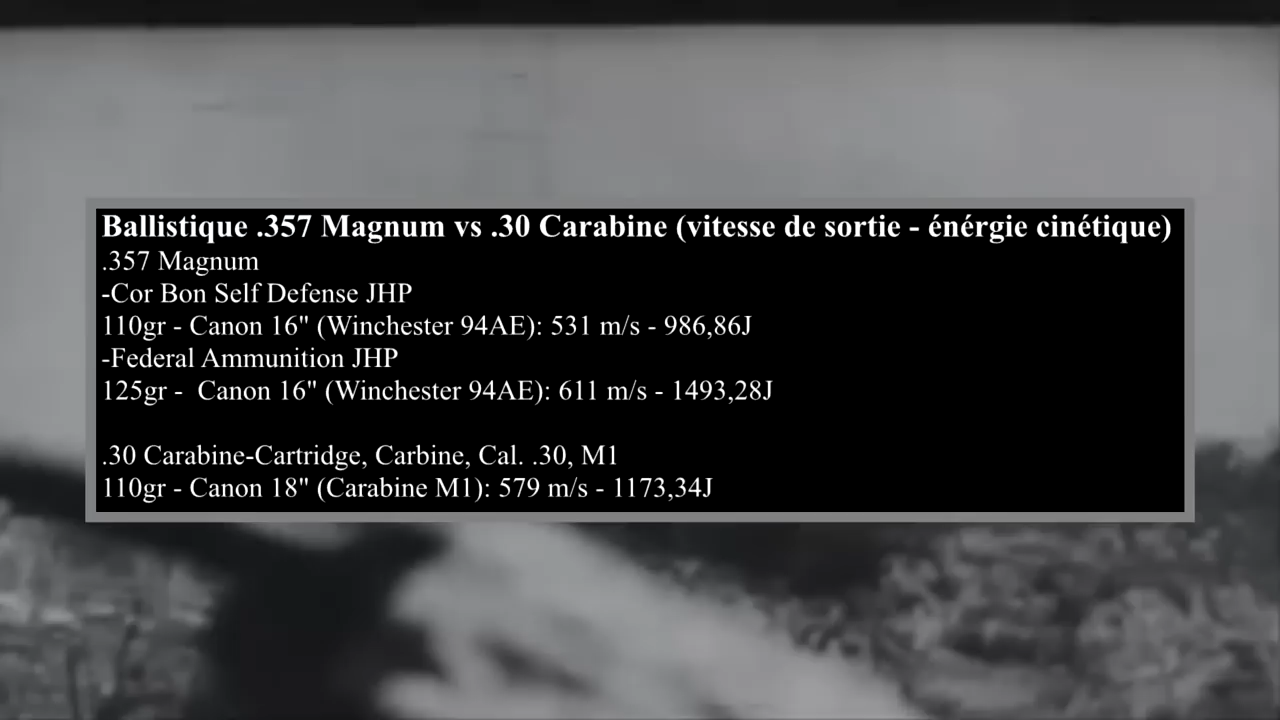 Ballistique .357 Magnum vs .30 Carabine (vitesse de sortie - énérgie cinétique)
.357 Magnum
-Cor Bon Self Defense JHP
110gr - Canon 16" (Winchester 94AE): 531 m/s - 986,86J
-Federal Ammunition JHP
125gr -  Canon 16" (Winchester 94AE): 611 m/s - 1493,28J
.30 Carabine-Cartridge, Carbine, Cal. .30, M1
110gr - Canon 18" (Carabine M1): 579 m/s - 1173,34J